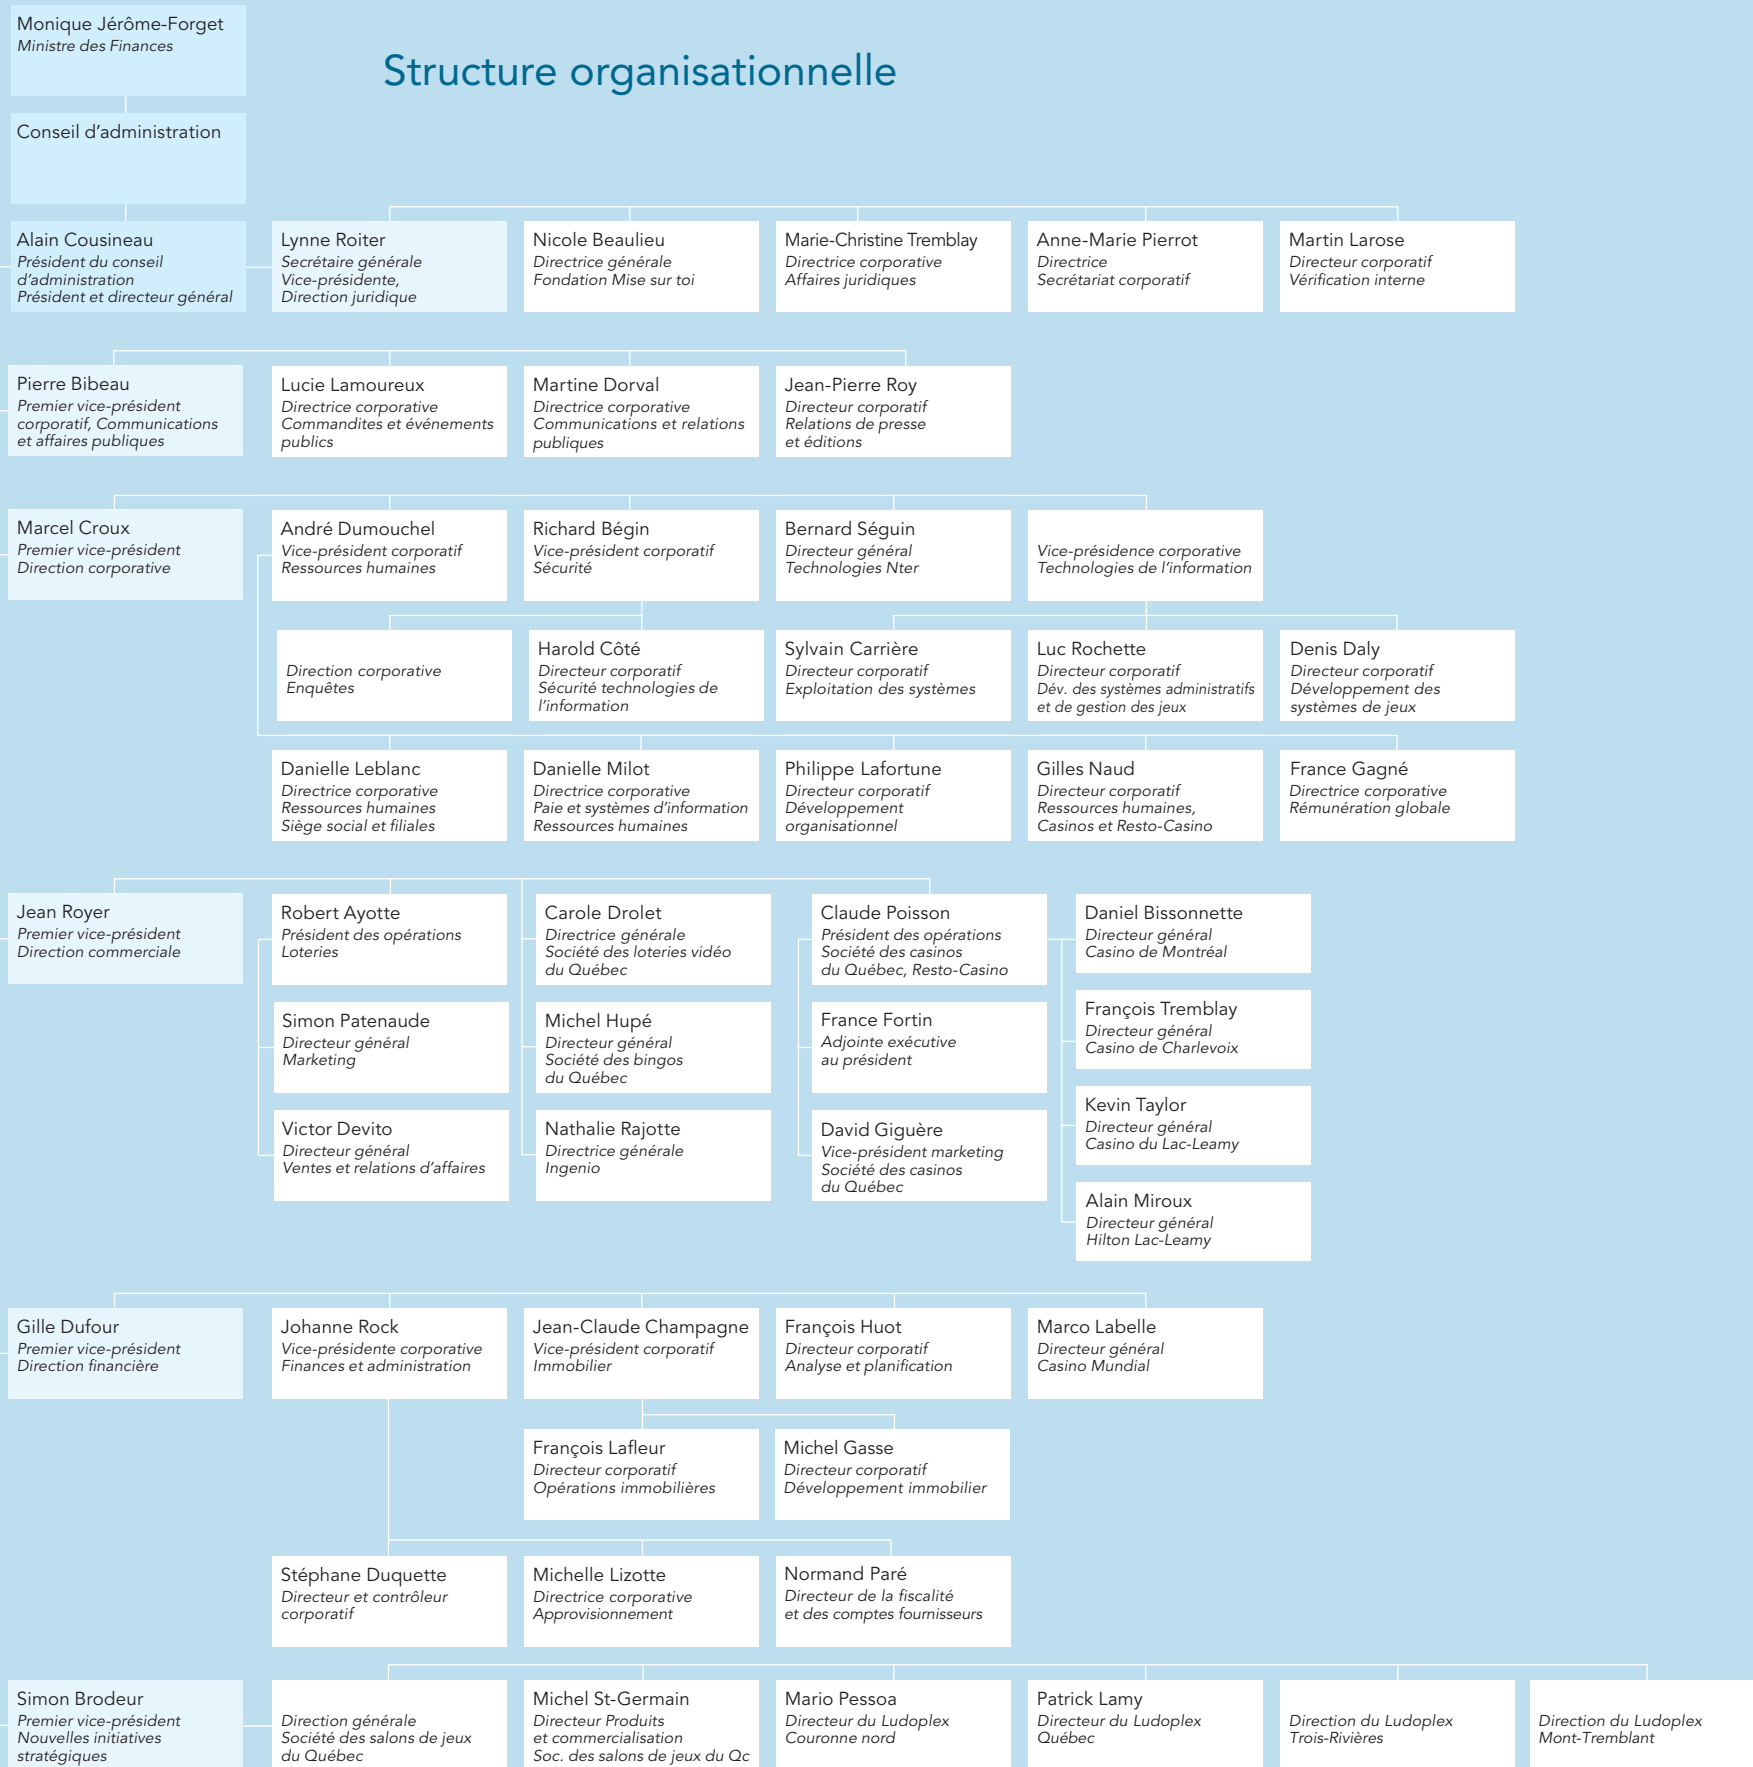 Structure organisationnelle
Monique Jérôme-Forget
Ministre des Finances
Conseil d'administration
Alain Cousineau
Président du conseil
d'administration
Président et directeur général
Lynne Roiter
Secrétaire générale
Vice-présidente,
Direction juridique
Nicole Beaulieu
Directrice générale
Fondation Mise sur toi
Marie-Christine Tremblay
Directrice corporative
Affaires juridiques
Anne-Marie Pierrot
Directrice
Secrétariat corporatif
Martin Larose
Directeur corporatif
Vérification interne
Pierre Bibeau
Premier vice-président
corporatif, Communications
et affaires publiques
Lucie Lamoureux
Directrice corporative
Commandites et événements
publics
Martine Dorval
Directrice corporative
Communications et relations
publiques
Jean-Pierre Roy
Directeur corporatif
Relations de presse
et éditions
Marcel Croux
Premier vice-président
Direction corporative
André Dumouchel
Vice-président corporatif
Ressources humaines
Richard Bégin
Vice-président corporatif
Sécurité
Bernard Séguin
Directeur général
Technologies Nter
Vice-présidence corporative
Technologies de l'information
Direction corporative
Enquêtes
Harold Côté
Directeur corporatif
Sécurité technologies de
l'information
Sylvain Carrière
Directeur corporatif
Exploitation des systèmes
Luc Rochette
Directeur corporatif
Dév. des systèmes administratifs
et de gestion des jeux
Denis Daly
Directeur corporatif
Développement des
systèmes de jeux
Danielle Leblanc
Directrice corporative
Ressources humaines
Siège social et filiales
Danielle Milot
Directrice corporative
Paie et systèmes d'information
Ressources humaines
Philippe Lafortune
Directeur corporatif
Développement
organisationnel
Gilles Naud
Directeur corporatif
Ressources humaines,
Casinos et Resto-Casino
France Gagné
Directrice corporative
Rémunération globale
Jean Royer
Premier vice-président
Direction commerciale
Robert Ayotte
Président des opérations
Loteries
Simon Patenaude
Directeur général
Marketing
Victor Devito
Directeur général
Ventes et relations d'affaires
Carole Drolet
Directrice générale
Société des loteries vidéo
du Québec
Michel Hupé
Directeur général
Société des bingos
du Québec
Nathalie Rajotte
Directrice générale
Ingenio
Claude Poisson
Président des opérations
Société des casinos
du Québec, Resto-Casino
France Fortin
Adjointe exécutive
au président
David Giguère
Vice-président marketing
Société des casinos
du Québec
Daniel Bissonnette
Directeur général
Casino de Montréal
François Tremblay
Directeur général
Casino de Charlevoix
Kevin Taylor
Directeur général
Casino du Lac-Leamy
Alain Miroux
Directeur général
Hilton Lac-Leamy
Gille Dufour
Premier vice-président
Direction financière
Johanne Rock
Vice-présidente corporative
Finances et administration
Jean-Claude Champagne
Vice-président corporatif
Immobilier
François Huot
Directeur corporatif
Analyse et planification
Marco Labelle
Directeur général
Casino Mundial
François Lafleur
Directeur corporatif
Opérations immobilières
Michel Gasse
Directeur corporatif
Développement immobilier
Stéphane Duquette
Directeur et contrôleur
corporatif
Michelle Lizotte
Directrice corporative
Approvisionnement
Normand Paré
Directeur de la fiscalité
et des comptes fournisseurs
Simon Brodeur
Premier vice-président
Nouvelles initiatives
stratégiques
Direction générale
Société des salons de jeux
du Québec
Michel St-Germain
Directeur Produits
et commercialisation
Soc. des salons de jeux du Qc
Mario Pessoa
Directeur du Ludoplex
Couronne nord
Patrick Lamy
Directeur du Ludoplex
Québec
Direction du Ludoplex
Trois-Rivières
Direction du Ludoplex
Mont-Tremblant